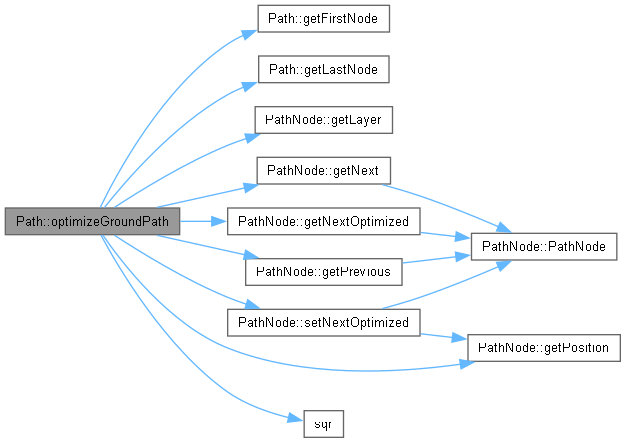 Path::getFirstNode
Path::getLastNode
PathNode::getLayer
PathNode::getNext
Path::optimizeGroundPath
PathNode::getNextOptimized
PathNode::PathNode
PathNode::getPrevious
PathNode::setNextOptimized
PathNode::getPosition
sqr